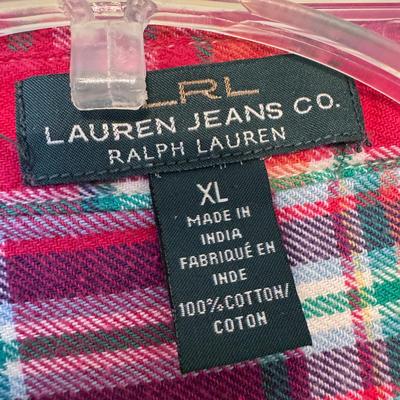 LRL
LAUREN JEANS CO.
RALPH LAUREN
XL
MADE IN
INDIA
FABRIQUÉ EN
INDE
100% COTTON/
COTON